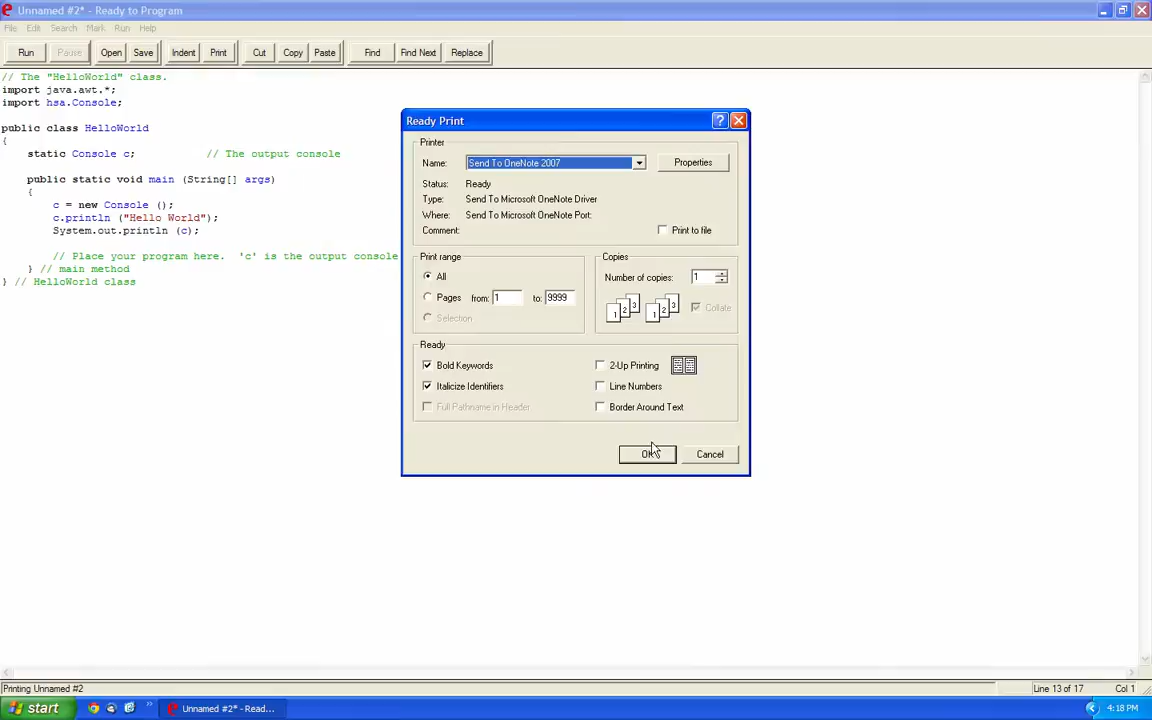 Unnamed #2* - Ready to Program
File Edit Search Mark Run Help
Run Pause Open Save Indent Print Cut Copy Paste Find Find Next Replace
// The "HelloWorld" class.
import java.awt.*;
import hsa.Console;
public class HelloWorld
{
static Console c; // The output console
public static void main (String[] args)
{
c = new Console ();
c.println ("Hello World");
System.out.println (c);
// Place your program here. 'c' is the output console
} // main method
} // HelloWorld class
Ready Print
Printer
Name: Send To OneNote 2007 Properties
Status: Ready
Type: Send To Microsoft OneNote Driver
Where: Send To Microsoft OneNote Port:
Comment: Print to file
Print range
All
Pages from: 1 to: 9999
Selection
Copies
Number of copies: 1
1 2 3 1 2 3
Collate
Ready
Bold Keywords 2-Up Printing
Italicize Identifiers Line Numbers
Full Pathname in Header Border Around Text
OK Cancel
Printing Unnamed #2 Line 13 of 17 Col 1
start Unnamed #2* - Read... 4:18 PM